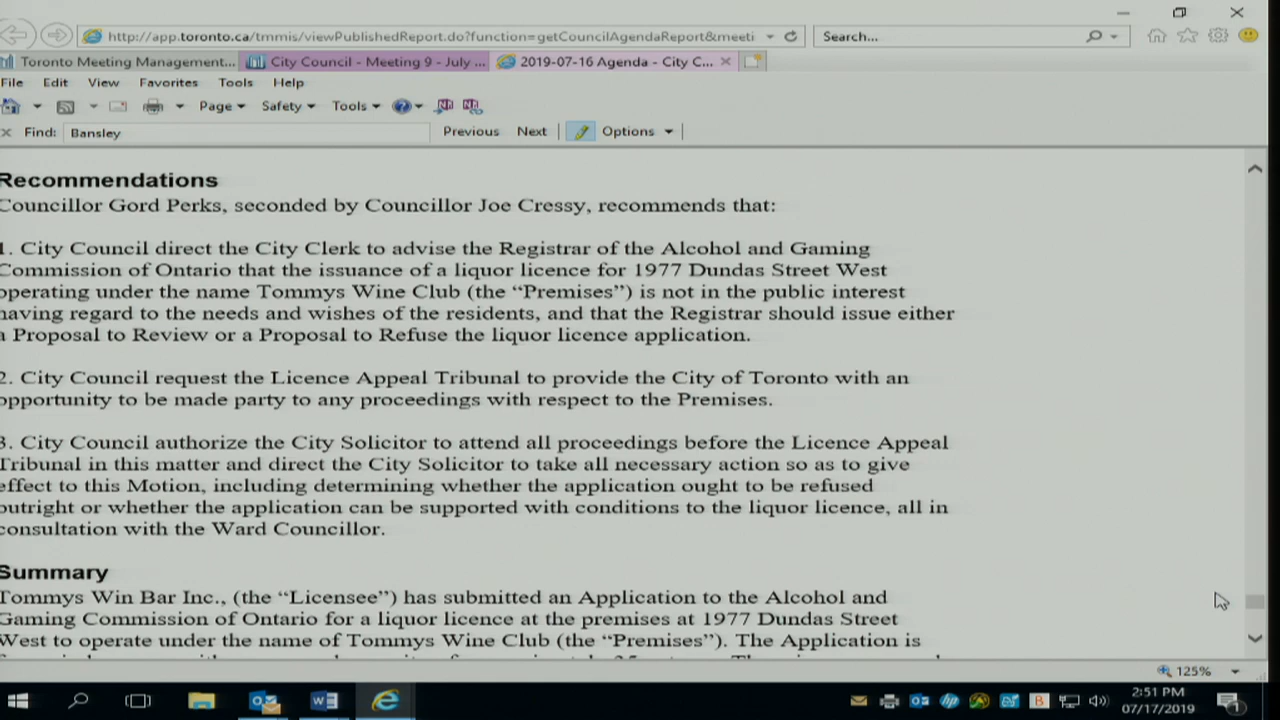 http://app.toronto.ca/tmmis/viewPublishedReport.do?function=getCouncilAgendaReport&meeti
Search...
Toronto Meeting Management...
City Council - Meeting 9 - July ...
2019-07-16 Agenda - City C...
File Edit View Favorites Tools Help
Page Safety Tools
Find: Bansley Previous Next Options
Recommendations
Councillor Gord Perks, seconded by Councillor Joe Cressy, recommends that:
1. City Council direct the City Clerk to advise the Registrar of the Alcohol and Gaming
Commission of Ontario that the issuance of a liquor licence for 1977 Dundas Street West
operating under the name Tommys Wine Club (the “Premises”) is not in the public interest
having regard to the needs and wishes of the residents, and that the Registrar should issue either
a Proposal to Review or a Proposal to Refuse the liquor licence application.
2. City Council request the Licence Appeal Tribunal to provide the City of Toronto with an
opportunity to be made party to any proceedings with respect to the Premises.
3. City Council authorize the City Solicitor to attend all proceedings before the Licence Appeal
Tribunal in this matter and direct the City Solicitor to take all necessary action so as to give
effect to this Motion, including determining whether the application ought to be refused
outright or whether the application can be supported with conditions to the liquor licence, all in
consultation with the Ward Councillor.
Summary
Tommys Win Bar Inc., (the “Licensee”) has submitted an Application to the Alcohol and
Gaming Commission of Ontario for a liquor licence at the premises at 1977 Dundas Street
West to operate under the name of Tommys Wine Club (the “Premises”). The Application is
125%
2:51 PM
07/17/2019